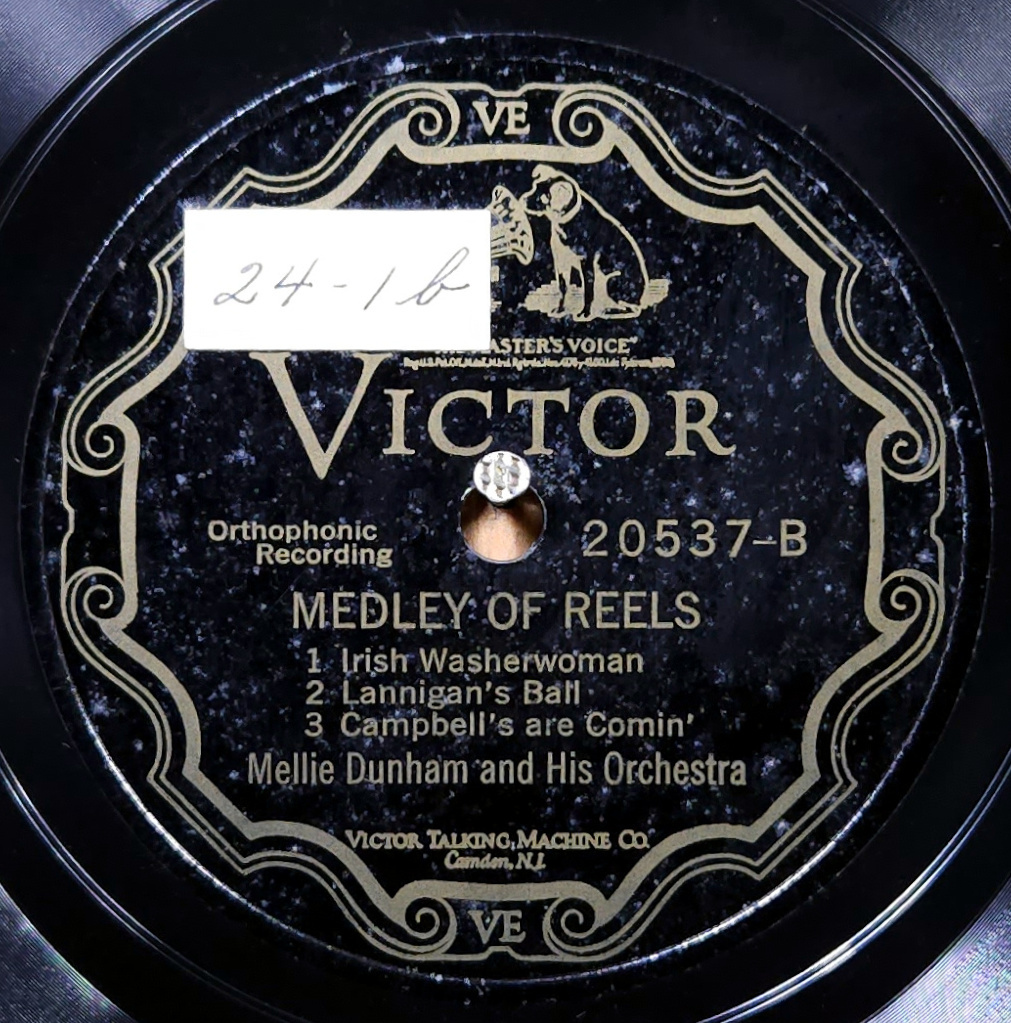 VE
24-1b
MASTER'S VOICE"
VICTOR
Orthophonic
Recording
20537-B
MEDLEY OF REELS
1 Irish Washerwoman
2 Lannigan's Ball
3 Campbell's are Comin'
Mellie Dunham and His Orchestra
VICTOR TALKING MACHINE CO.
Camden, N.J.
VE